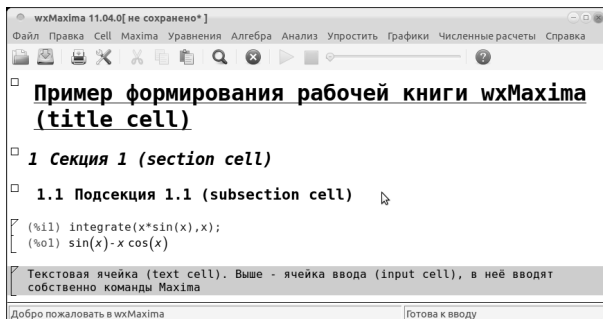 wxMaxima 11.04.0[ не сохранено* ]
Файл Правка Cell Maxima Уравнения Алгебра Анализ Упростить Графики Численные расчеты Справка
Пример формирования рабочей книги wxMaxima
(title cell)
1 Секция 1 (section cell)
1.1 Подсекция 1.1 (subsection cell)
(%i1) integrate(x*sin(x),x);
(%o1) sin(x)-x cos(x)
Текстовая ячейка (text cell). Выше - ячейка ввода (input cell), в неё вводят
собственно команды Maxima
Добро пожаловать в wxMaxima Готова к вводу